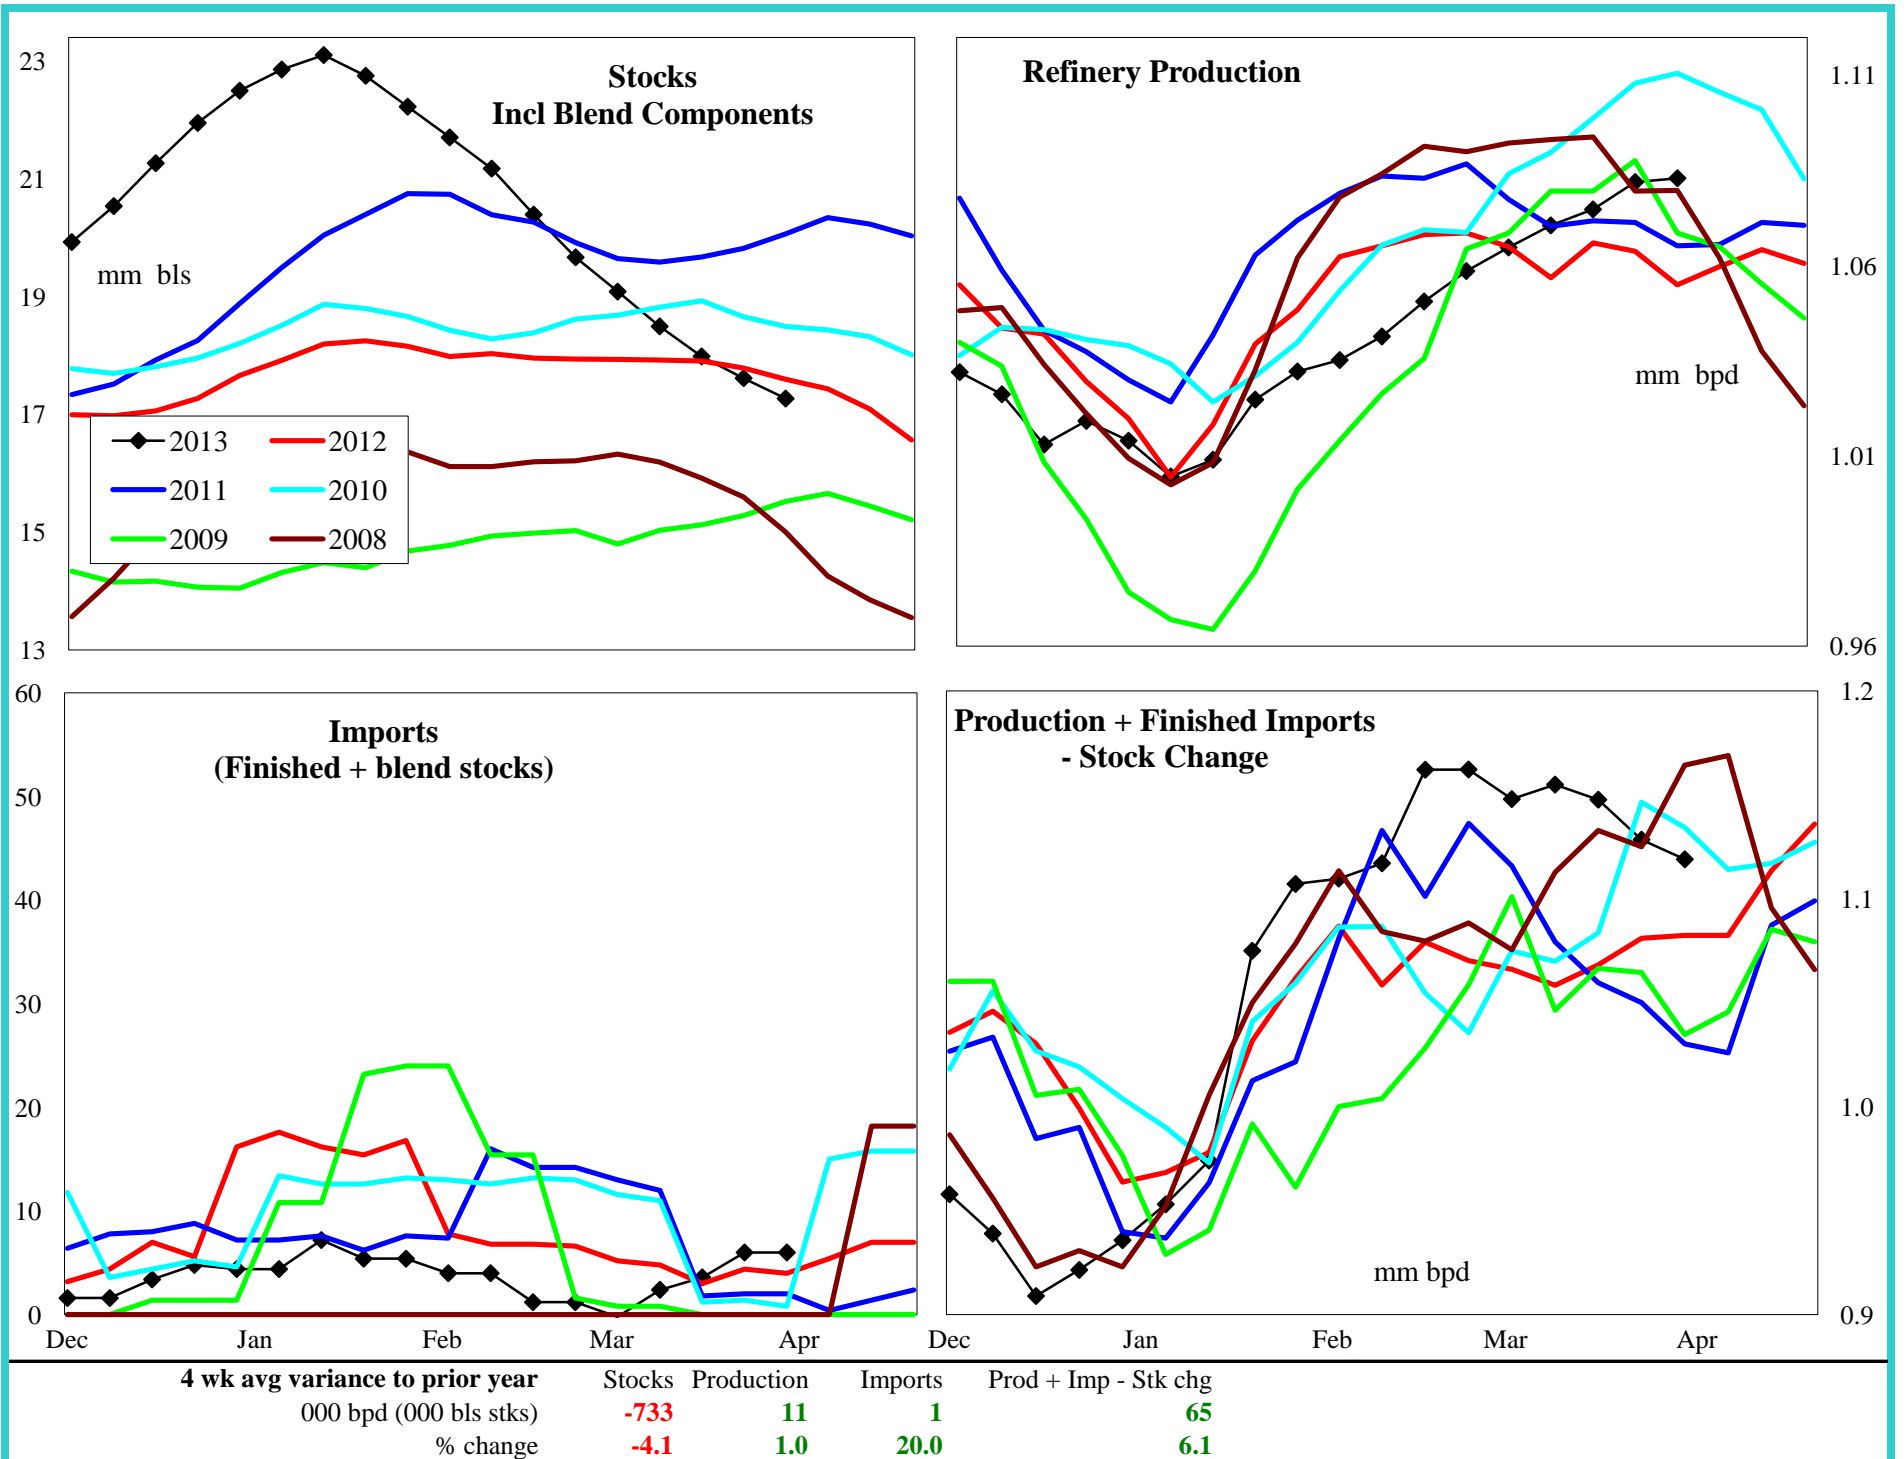 Stocks
Incl Blend Components
23
21
19
17
15
13
mm bls
2013
2012
2011
2010
2009
2008
Refinery Production
1.11
1.06
1.01
0.96
mm bpd
Imports
(Finished + blend stocks)
60
50
40
30
20
10
0
Dec Jan Feb Mar Apr
Production + Finished Imports
- Stock Change
1.2
1.1
1.0
0.9
mm bpd
Dec Jan Feb Mar Apr
4 wk avg variance to prior year Stocks Production Imports Prod + Imp - Stk chg
000 bpd (000 bls stks) -733 11 1 65
% change -4.1 1.0 20.0 6.1